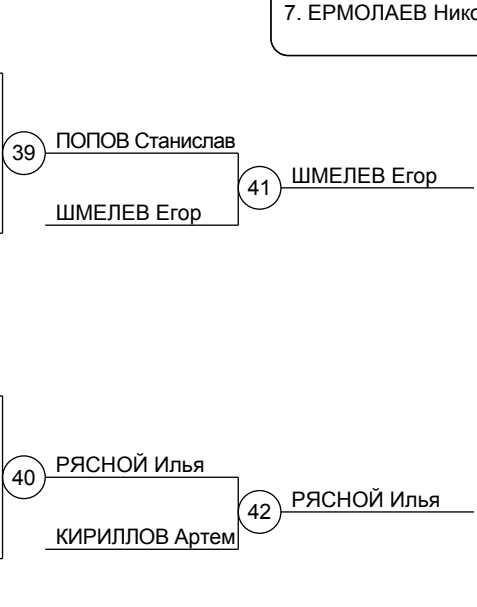 7. ЕРМОЛАЕВ
39
ПОПОВ Станислав
41
ШМЕЛЕВ Егор
ШМЕЛЕВ Егор
40
РЯСНОЙ Илья
42
РЯСНОЙ Илья
КИРИЛЛОВ Артем